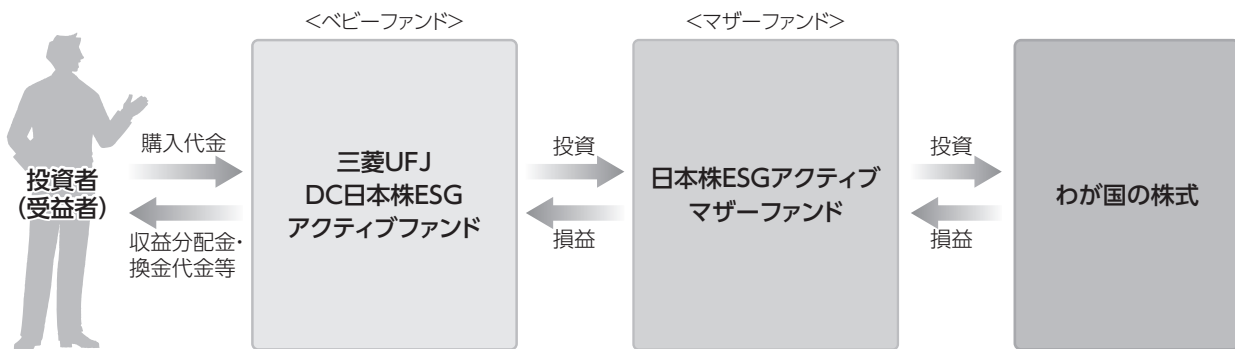 <ベビーファンド>
<マザーファンド>
投資者
(受益者)
購入代金
収益分配金・
換金代金等
三菱UFJ
DC日本株ESG
アクティブファンド
投資
損益
日本株ESGアクティブ
マザーファンド
投資
損益
わが国の株式